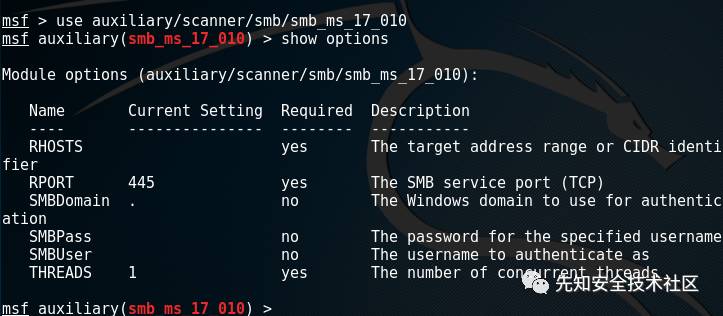 msf > use auxiliary/scanner/smb/smb_ms_17_010
msf auxiliary(smb_ms_17_010) > show options
Module options (auxiliary/scanner/smb/smb_ms_17_010):
Name       Current Setting  Required  Description
----       ---------------  --------  -----------
RHOSTS                      yes       The target address range or CIDR identi
fier
RPORT      445              yes       The SMB service port (TCP)
SMBDomain  .                no        The Windows domain to use for authentic
ation
SMBPass                     no        The password for the specified username
SMBUser                     no        The username to authenticate as
THREADS    1                yes       The number of concurrent threads
先知安全技术社区
msf auxiliary(smb_ms_17_010) >